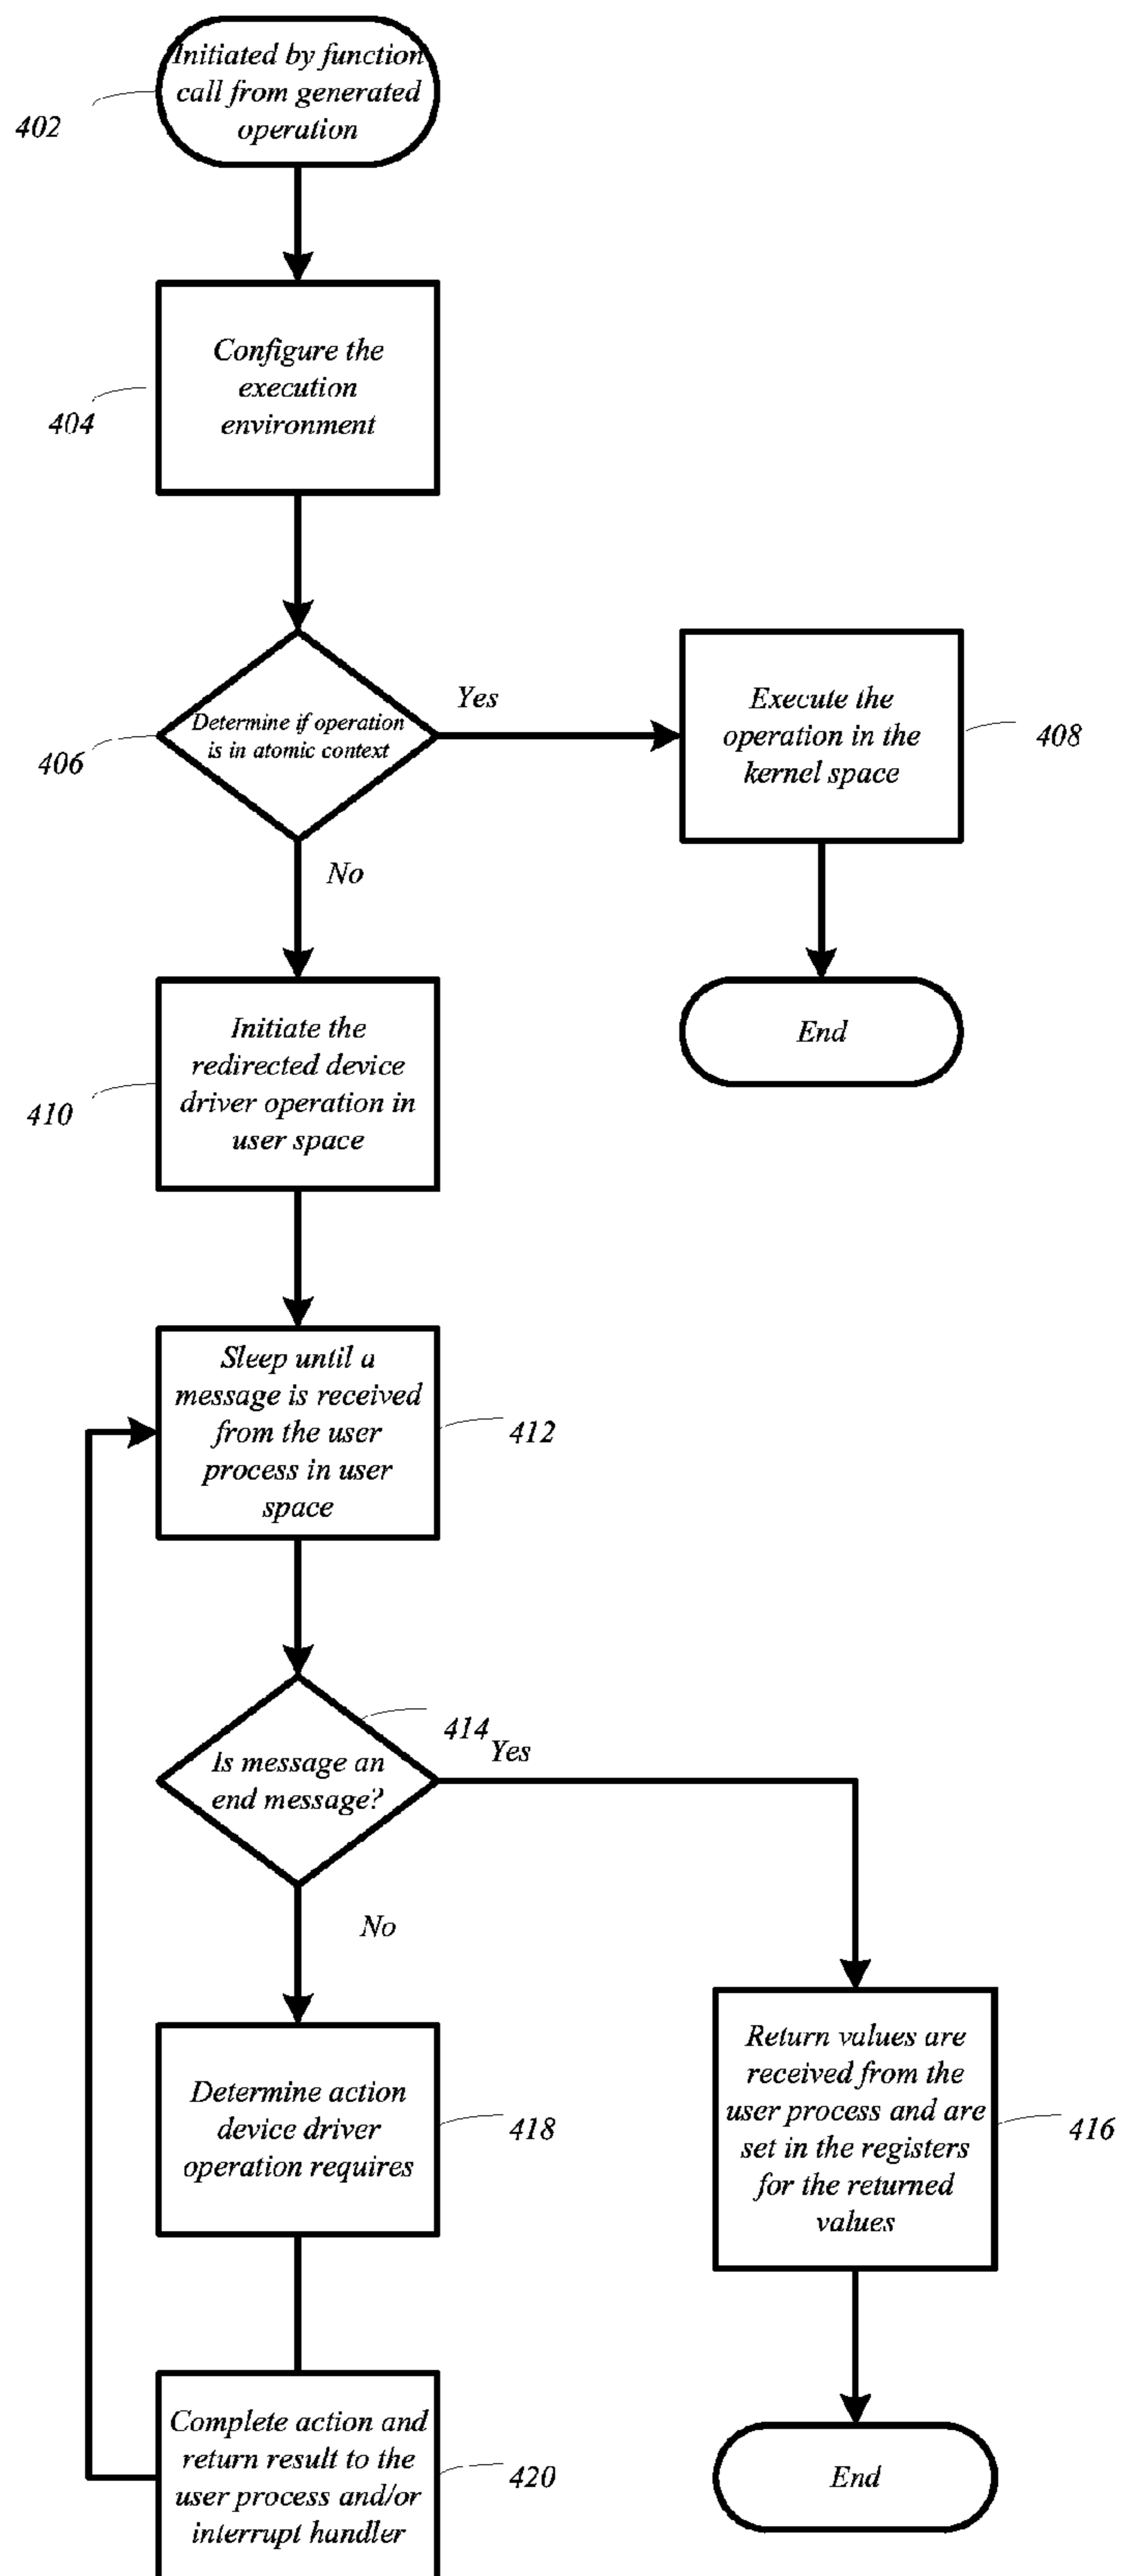 Initiated by function
call from generated
operation
402
Configure the
execution
environment
404
Determine if operation
is in atomic context
406
Yes
Execute the
operation in the
kernel space
408
No
End
Initiate the
redirected device
driver operation in
user space
410
Sleep until a
message is received
from the user
process in user
space
412
414
Is message an
end message?
Yes
No
Return values are
received from the
user process and are
set in the registers
for the returned
values
416
Determine action
device driver
operation requires
418
Complete action and
return result to the
user process and/or
interrupt handler
420
End